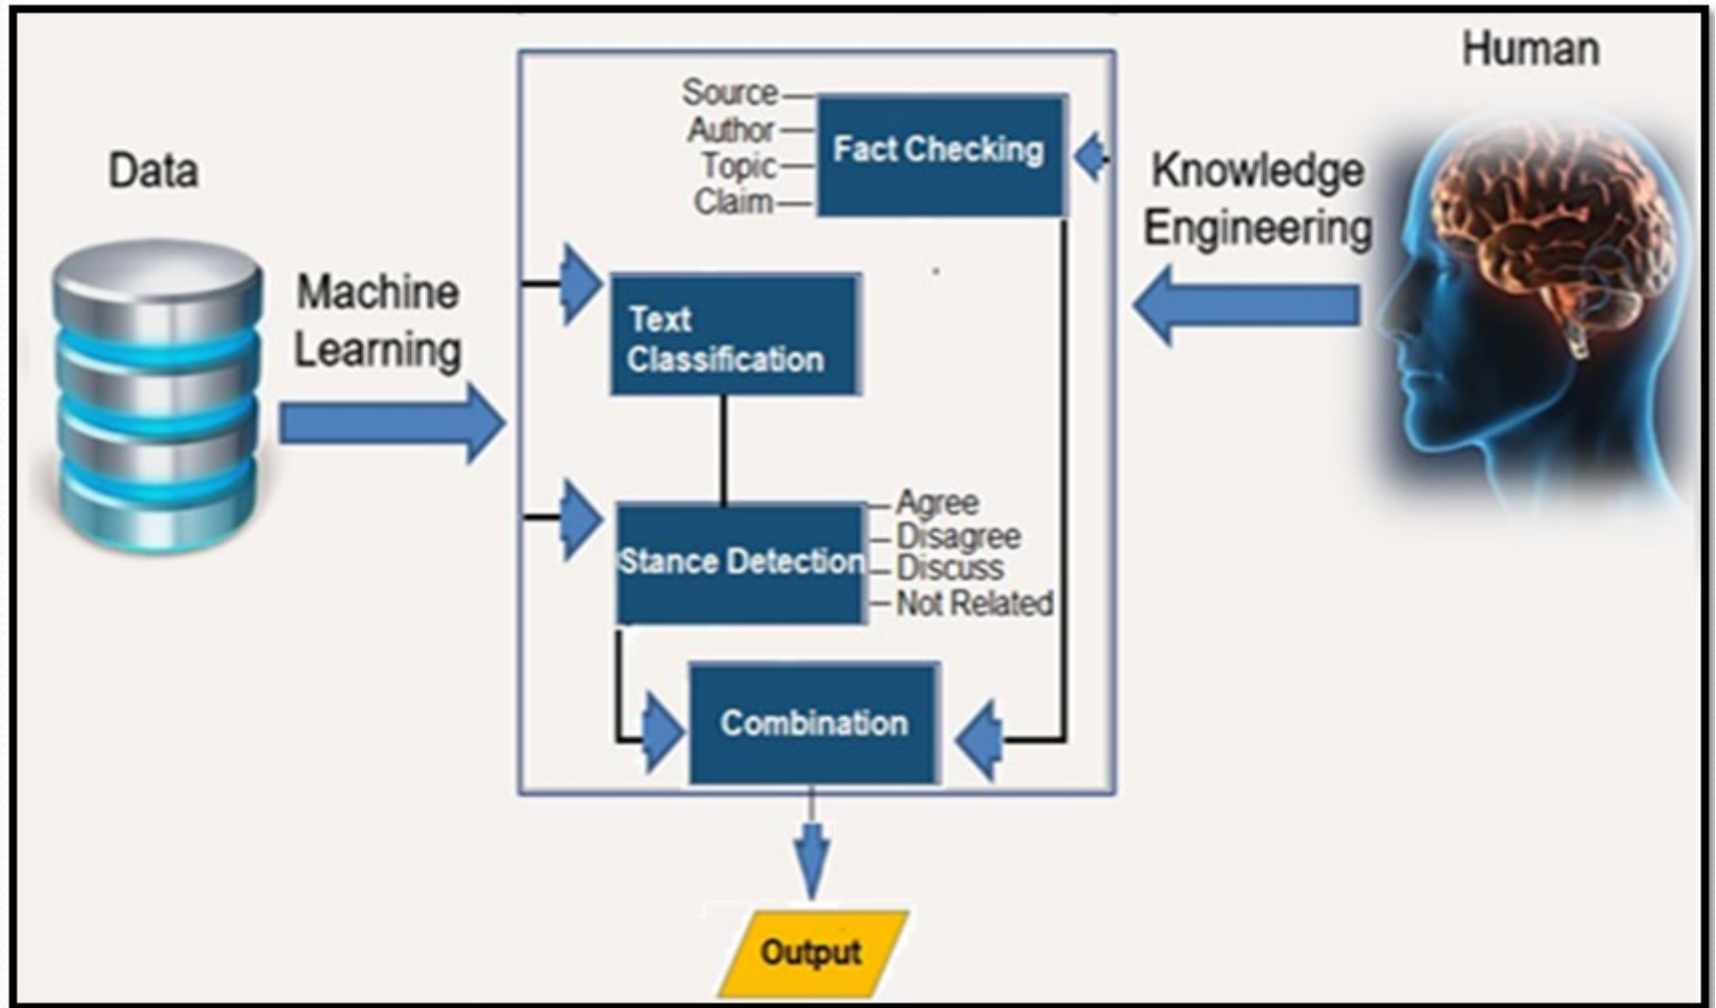 Human
Source
Author
Topic
Claim
Fact Checking
Data
Knowledge
Engineering
Machine
Learning
Text
Classification
Stance Detection
Agree
Disagree
Discuss
Not Related
Combination
Output